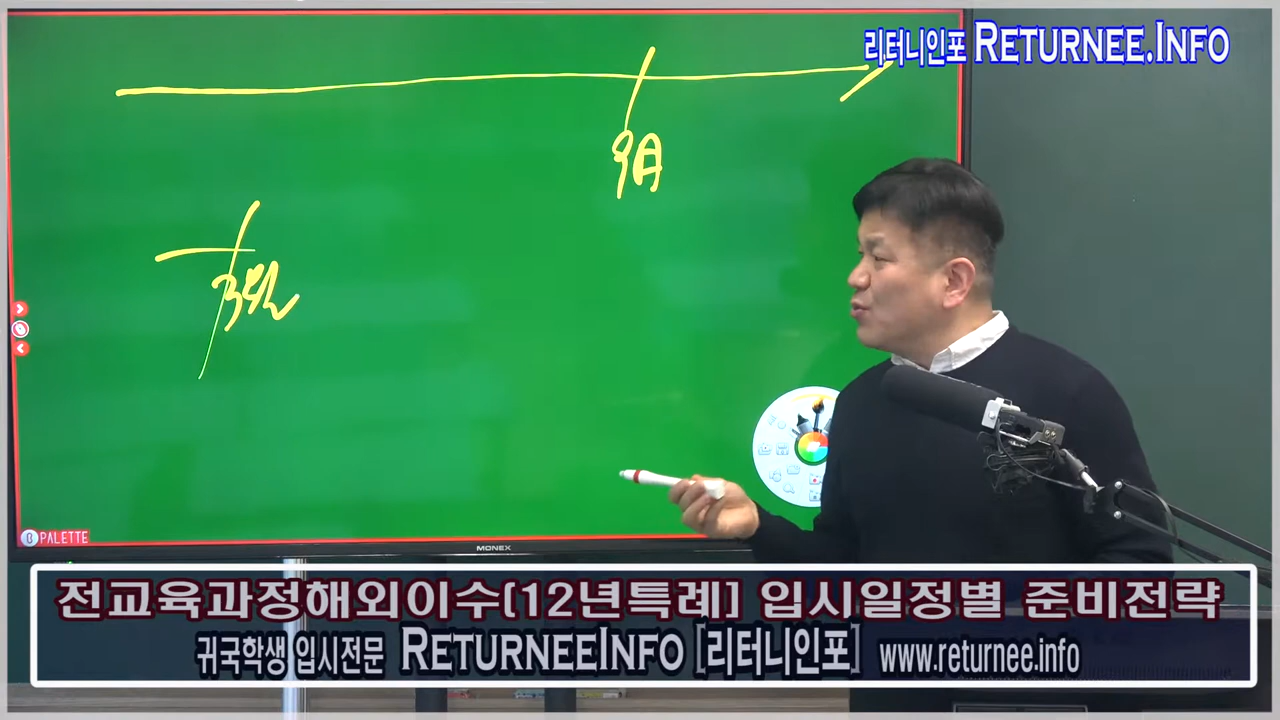 리터니인포 RETURNEE.INFO
9月
PALETTE
MONEX
전교육과정해외이수[12년특례] 입시일정별 준비전략
귀국학생 입시전문 RETURNEEINFO [리터니인포] www.returnee.info